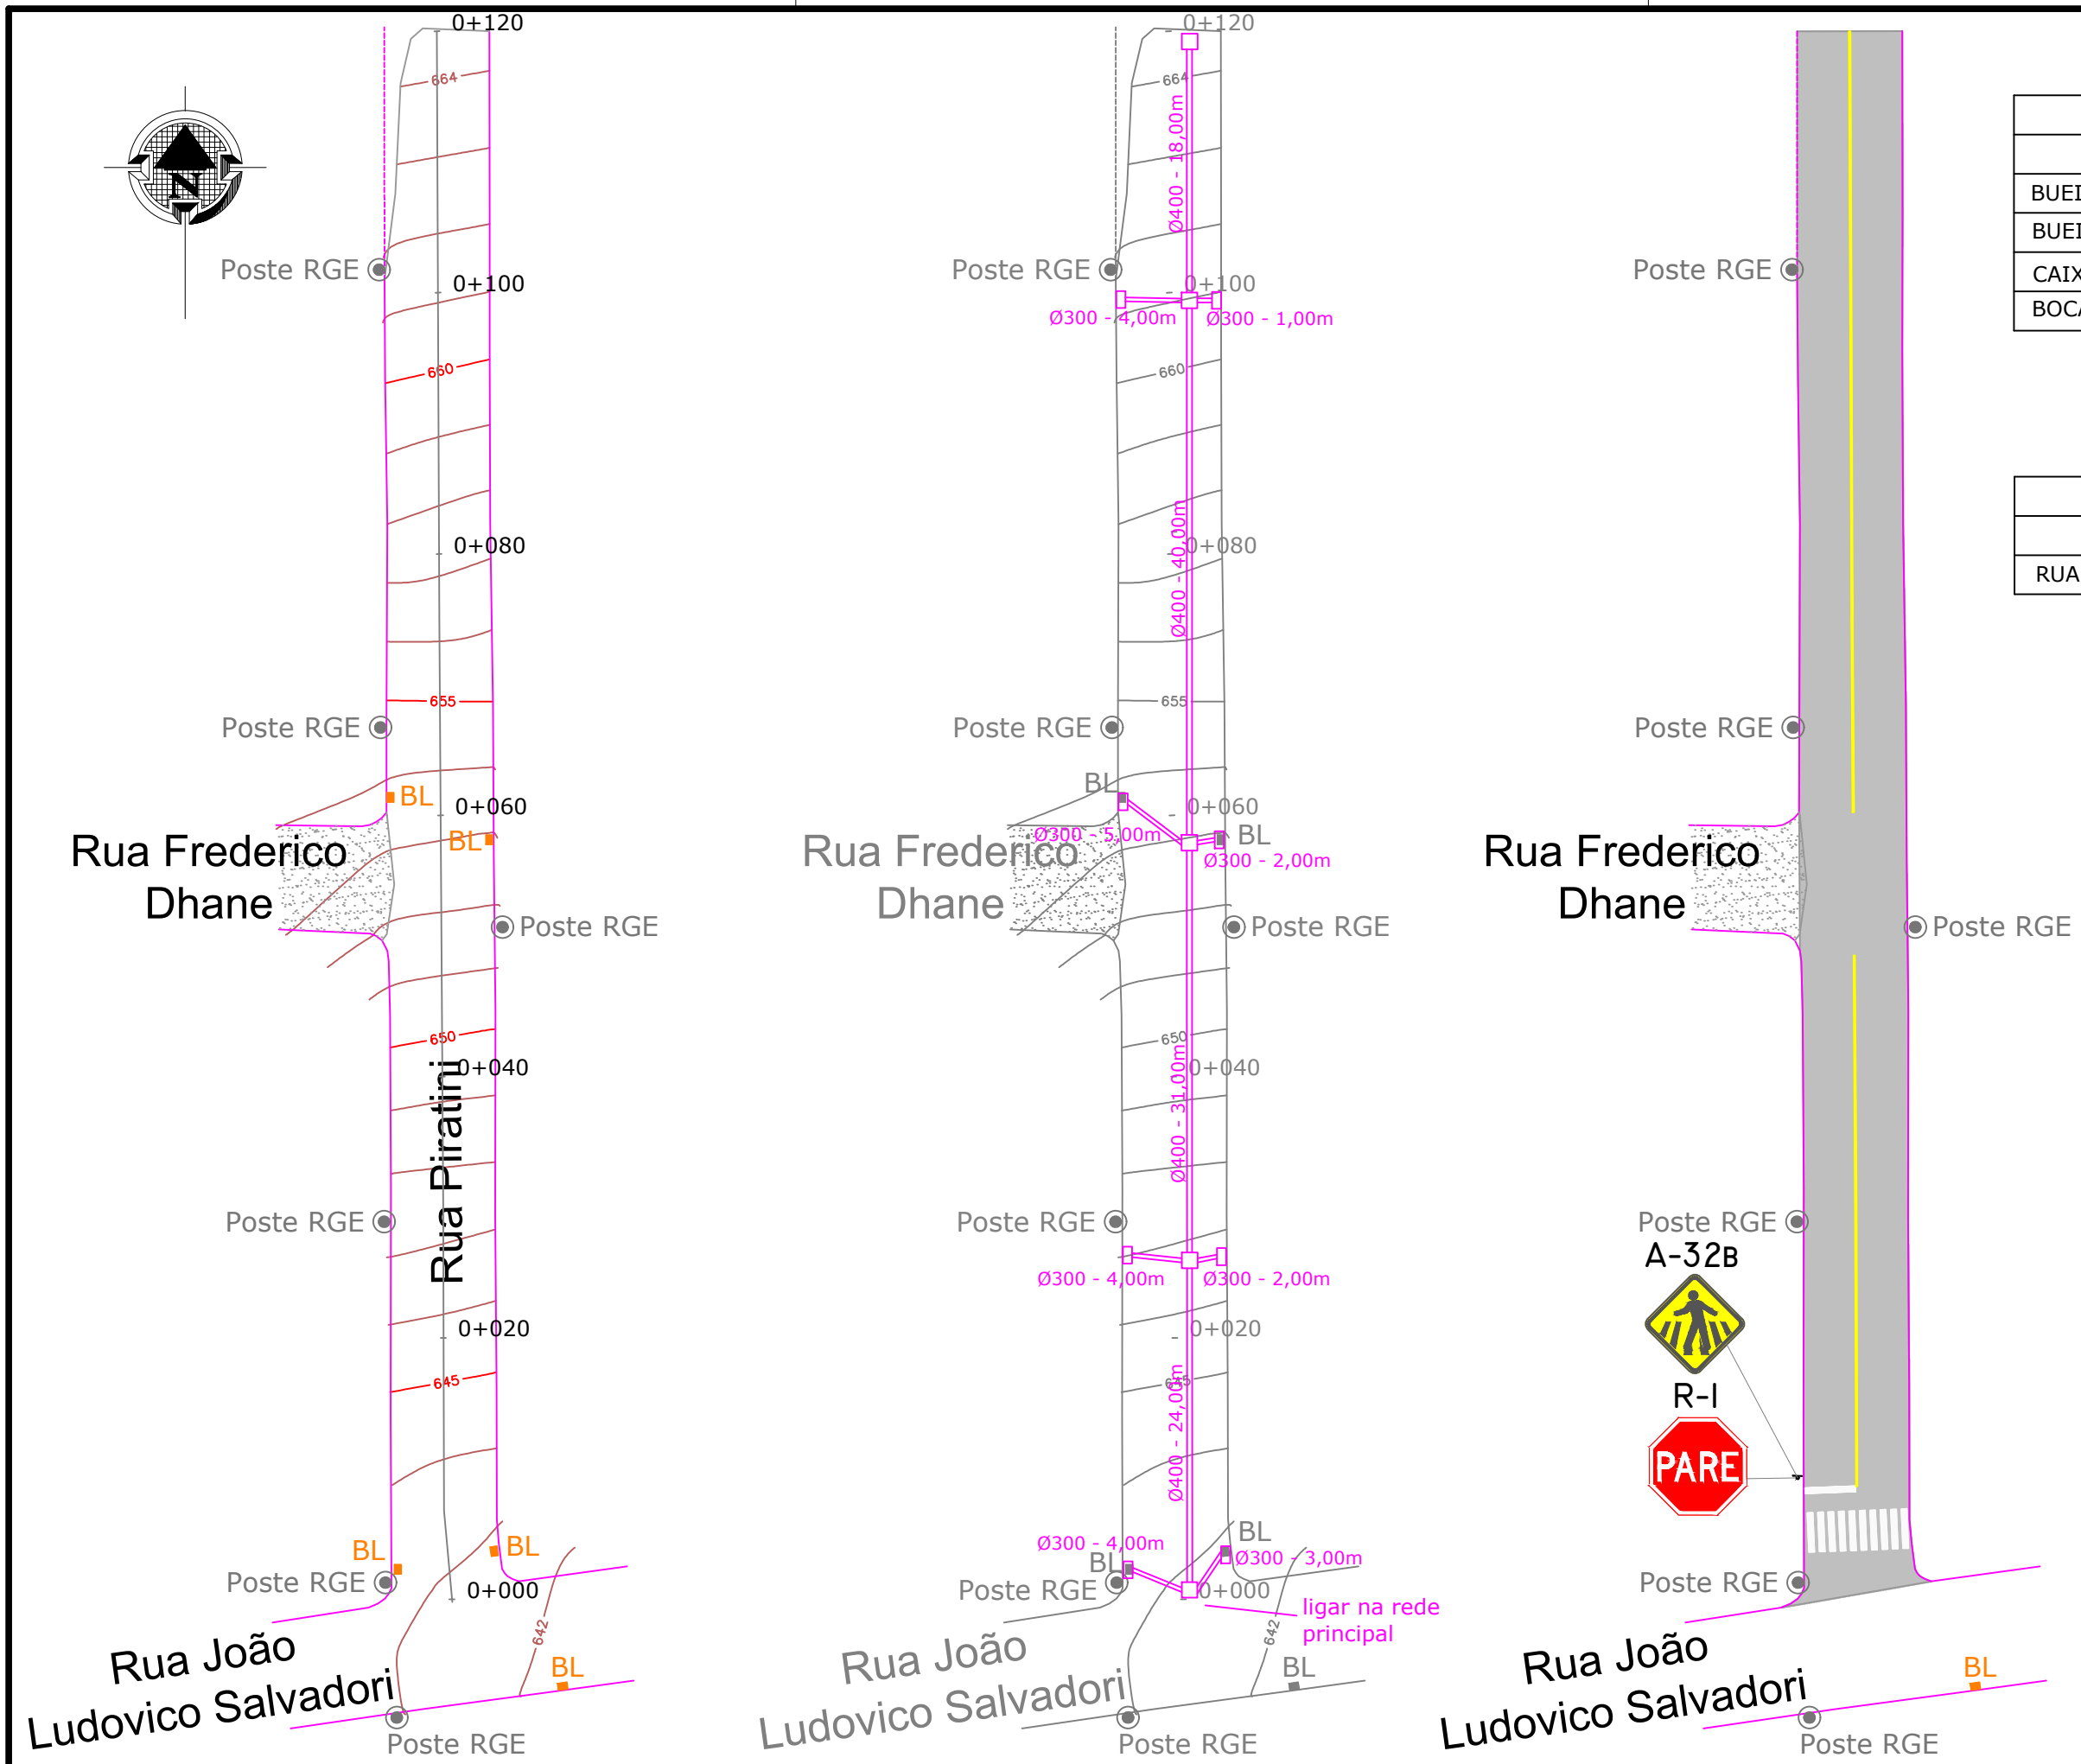 0+120
664
N
Poste RGE
0+100
660
0+080
655
Poste RGE
BL
0+060
BL
Rua Frederico
Dhane
Poste RGE
650
0+040
Rua Piratini
Poste RGE
0+020
645
BL
BL
Poste RGE
0+000
642
Rua João
Ludovico Salvadori
BL
Poste RGE
0+120
664
Ø400 - 18,00m
Poste RGE
0+100
Ø300 - 4,00m
Ø300 - 1,00m
660
Ø400 - 40,00m
0+080
655
Poste RGE
BL
0+060
Ø300 - 5,00m
BL
Ø300 - 2,00m
Rua Frederico
Dhane
Poste RGE
650
0+040
Ø400 - 31,00m
Poste RGE
Ø300 - 4,00m
Ø300 - 2,00m
0+020
645
Ø400 - 24,00m
Ø300 - 4,00m
BL
BL
Ø300 - 3,00m
Poste RGE
0+000
ligar na rede
principal
642
Rua João
Ludovico Salvadori
BL
Poste RGE
Poste RGE
Poste RGE
Rua Frederico
Dhane
Poste RGE
Poste RGE
A-32B
R-1
PARE
Poste RGE
Rua João
Ludovico Salvadori
BL
Poste RGE
RUA